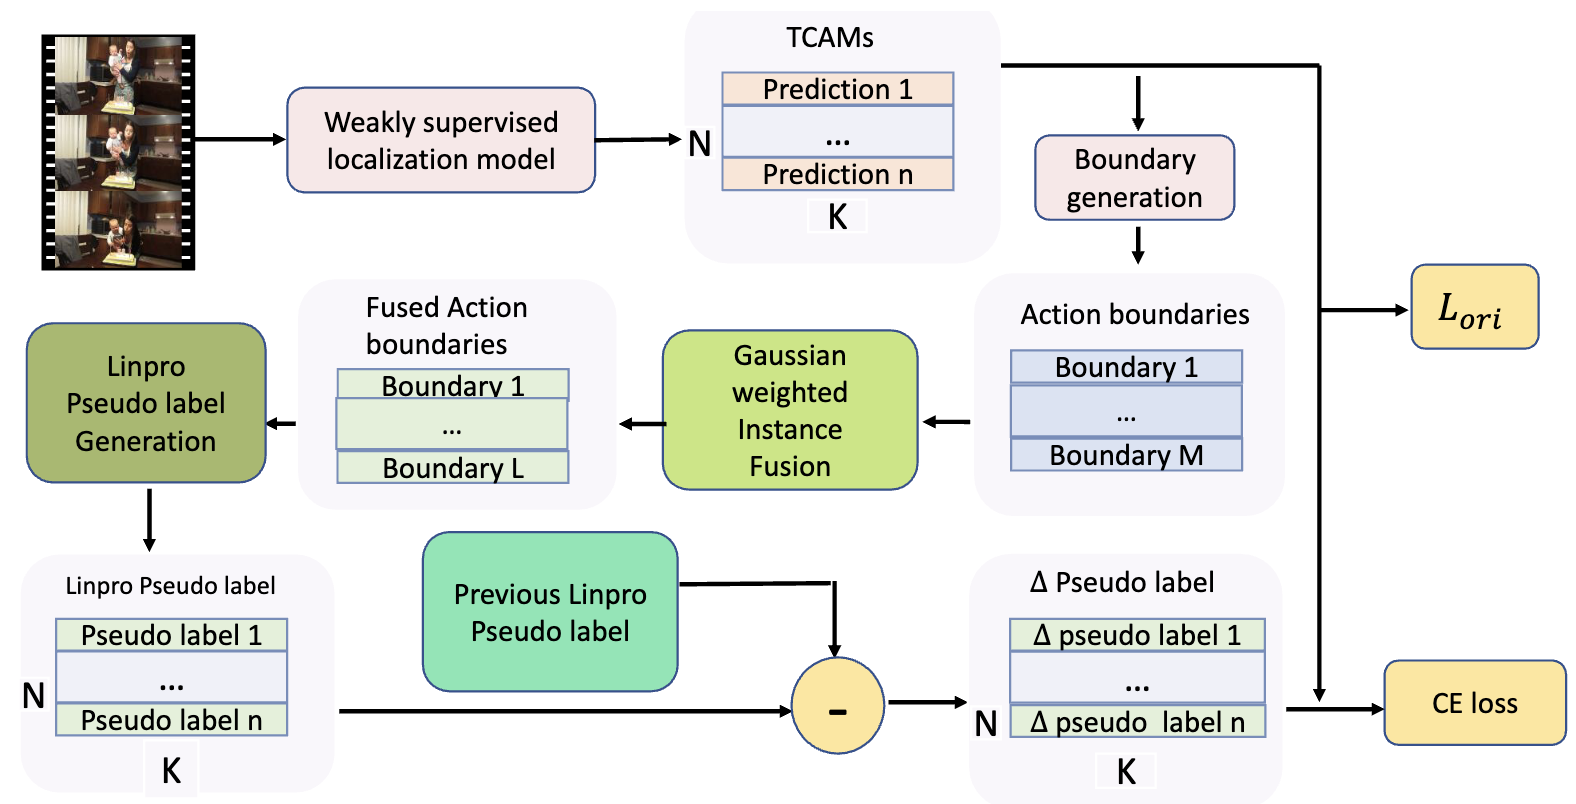 TCAMs
Prediction 1
...
Prediction n
N
K
Weakly supervised
localization model
Boundary
generation
L_ori
Action boundaries
Boundary 1
...
Boundary M
Gaussian
weighted
Instance
Fusion
Fused Action
boundaries
Boundary 1
...
Boundary L
Linpro
Pseudo label
Generation
Linpro Pseudo label
Pseudo label 1
...
Pseudo label n
N
K
Previous Linpro
Pseudo label
-
Δ Pseudo label
Δ pseudo label 1
...
Δ pseudo label n
N
K
CE loss